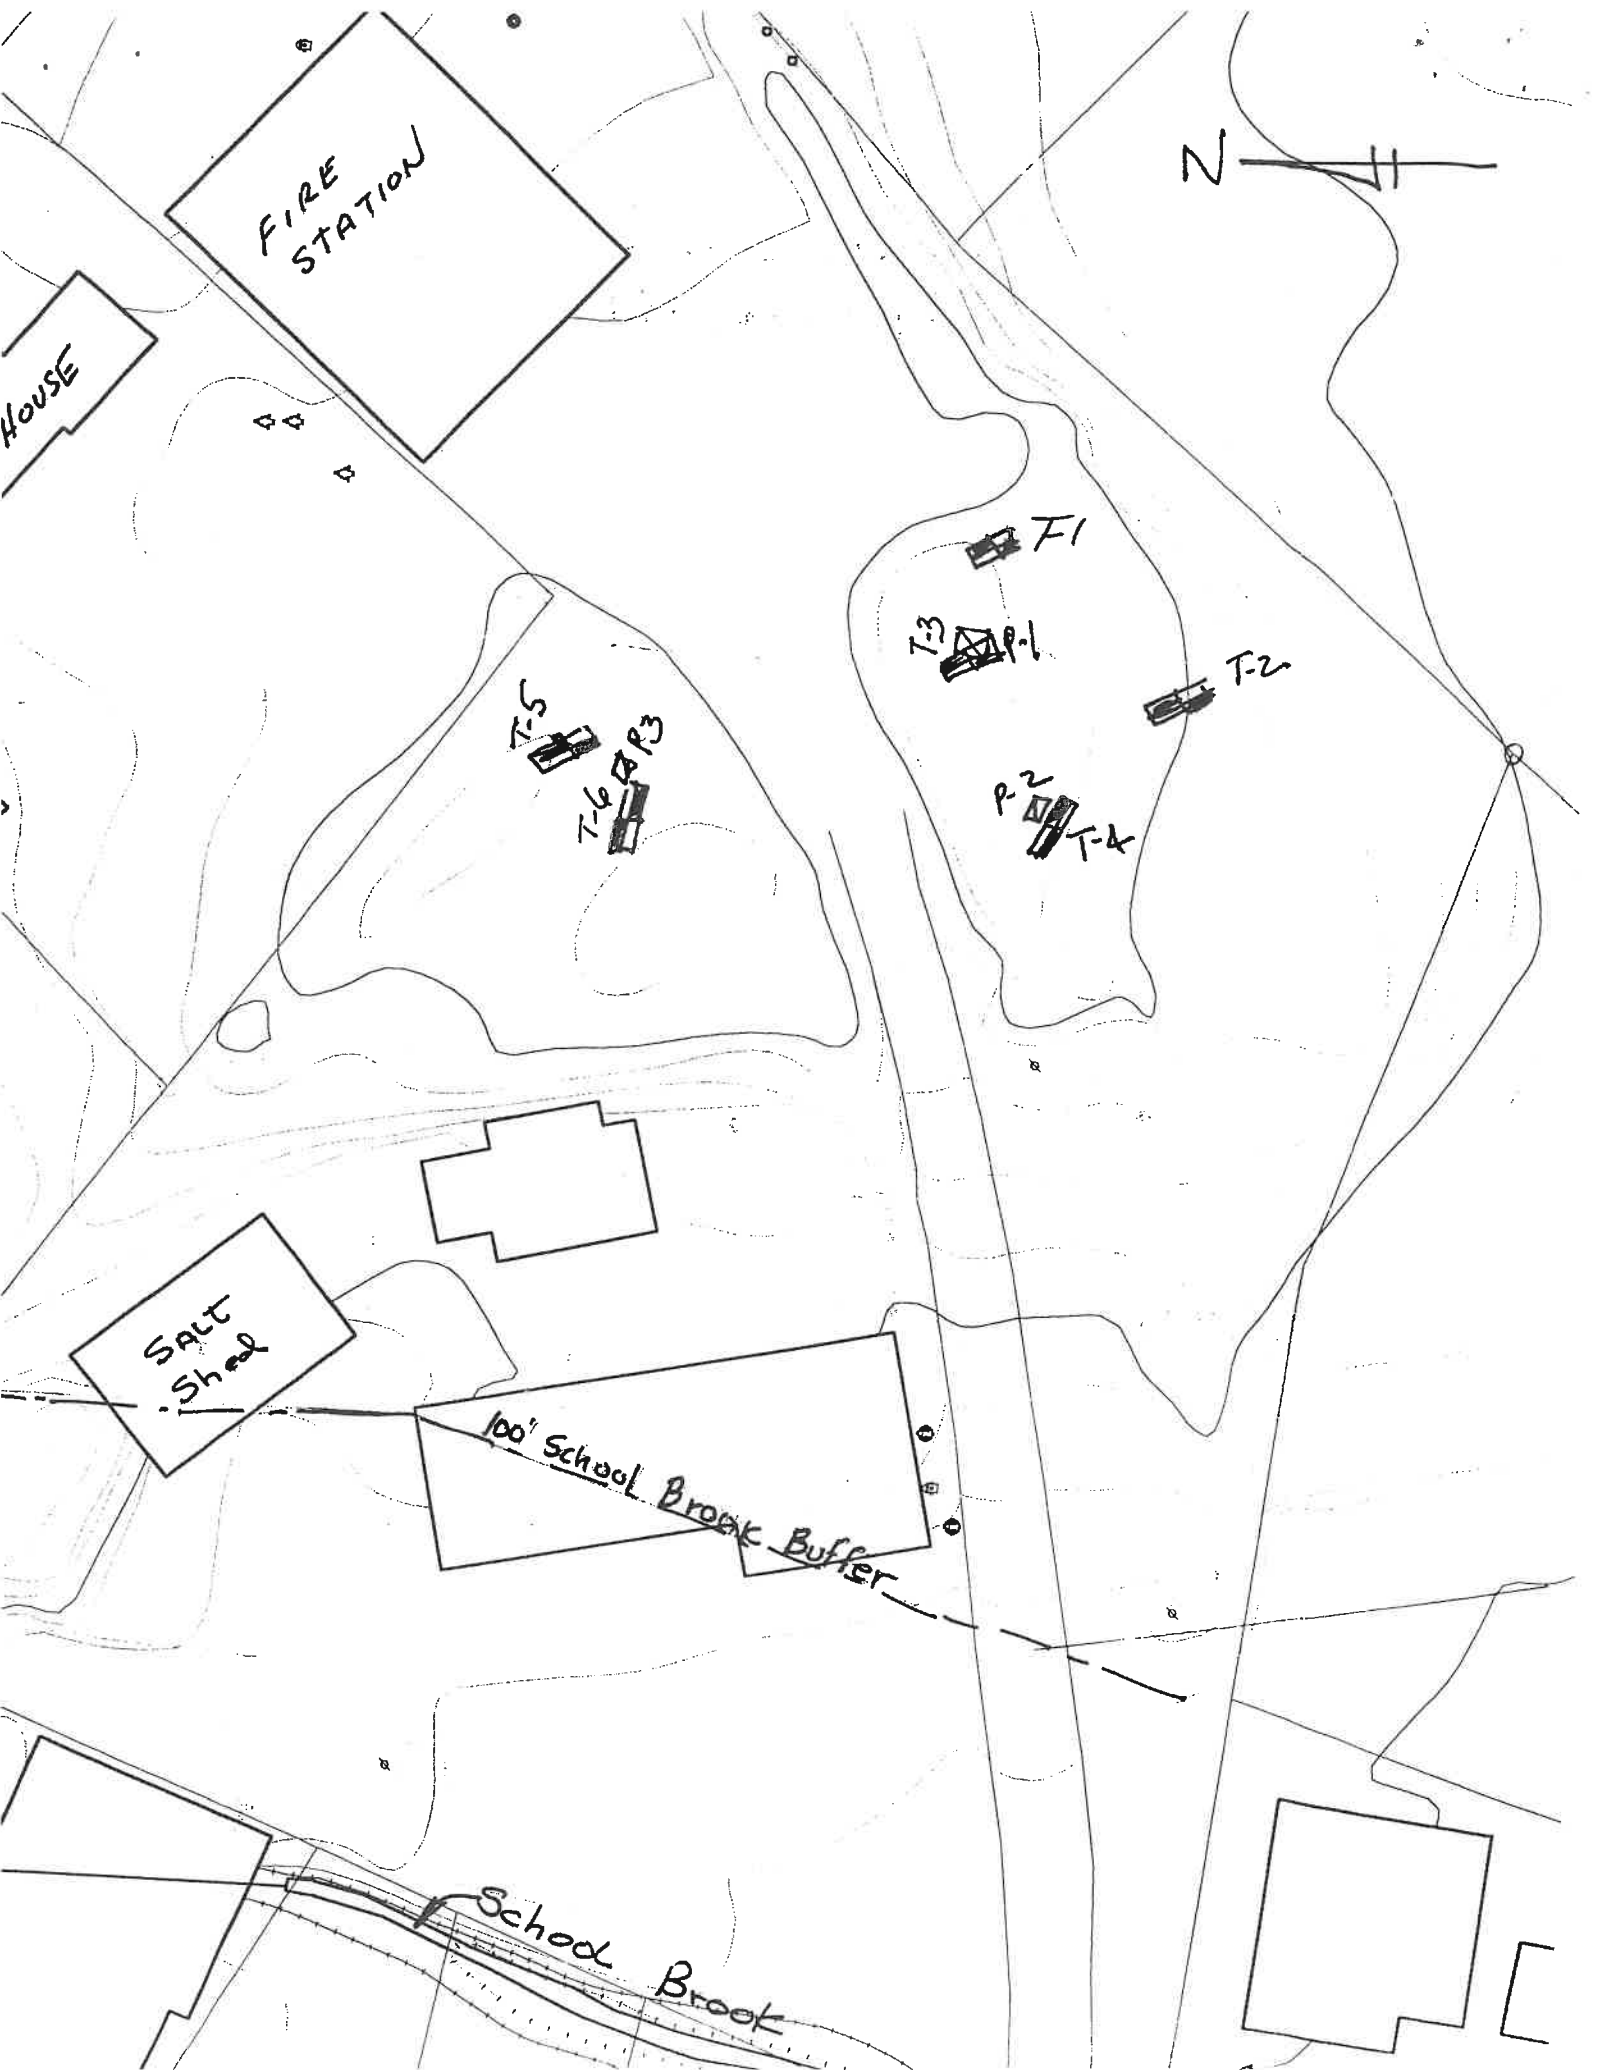 N
FIRE
STATION
HOUSE
T-1
T-3
P-1
T-2
T-5
P3
T-6
P-2
T-4
SALT
Shed
100' School Brook Buffer
School Brook